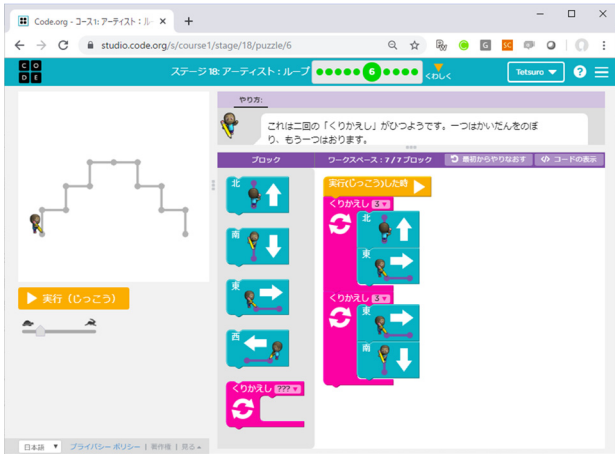 Code.org - コース1: アーティスト : ル
studio.code.org/s/course1/stage/18/puzzle/6
C O
D E
ステージ 18: アーティスト : ループ
6
くわしく
Tetsuro
やり方:
これは二回の「くりかえし」がひつようです。一つはかいだんをのぼ
り、もう一つはおります。
ブロック
ワークスペース : 7 / 7 ブロック
最初からやりなおす
コードの表示
北
南
東
西
くりかえし ???
実行(じっこう)した時
くりかえし 3
北
東
くりかえし 3
東
南
実行（じっこう）
日本語
プライバシー ポリシー | 著作権 | 見る